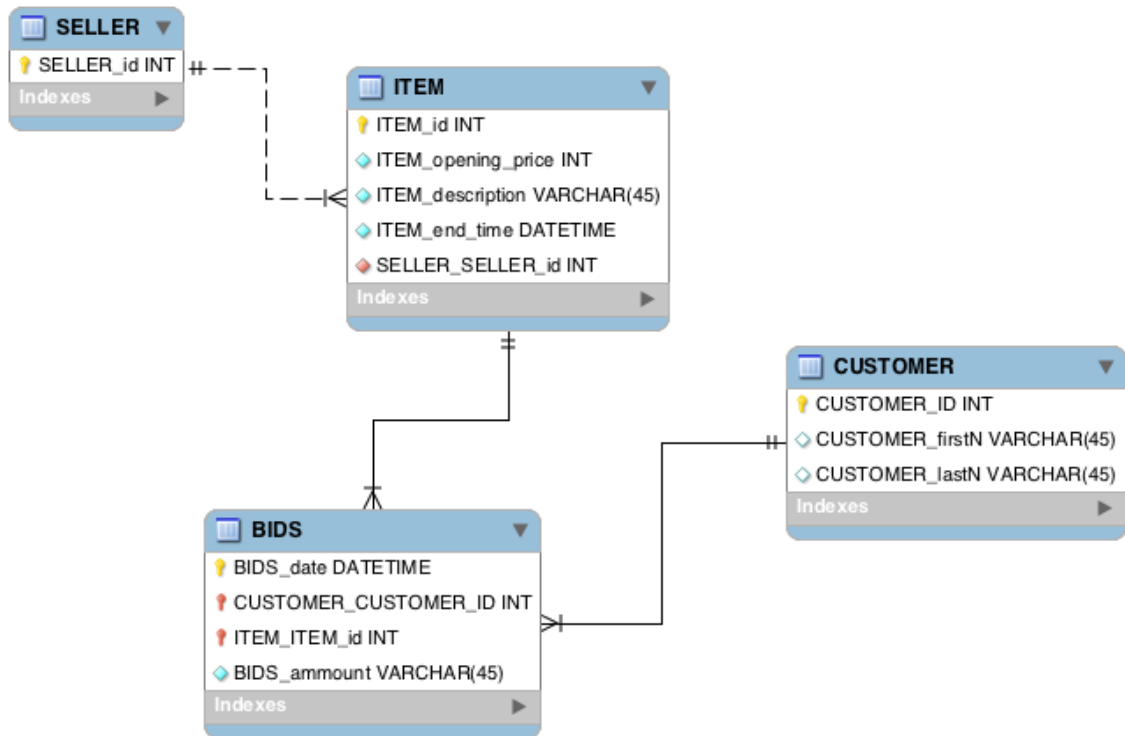 SELLER
SELLER_id INT
Indexes
ITEM
ITEM_id INT
ITEM_opening_price INT
ITEM_description VARCHAR(45)
ITEM_end_time DATETIME
SELLER_SELLER_id INT
Indexes
CUSTOMER
CUSTOMER_ID INT
CUSTOMER_firstN VARCHAR(45)
CUSTOMER_lastN VARCHAR(45)
Indexes
BIDS
BIDS_date DATETIME
CUSTOMER_CUSTOMER_ID INT
ITEM_ITEM_id INT
BIDS_ammount VARCHAR(45)
Indexes